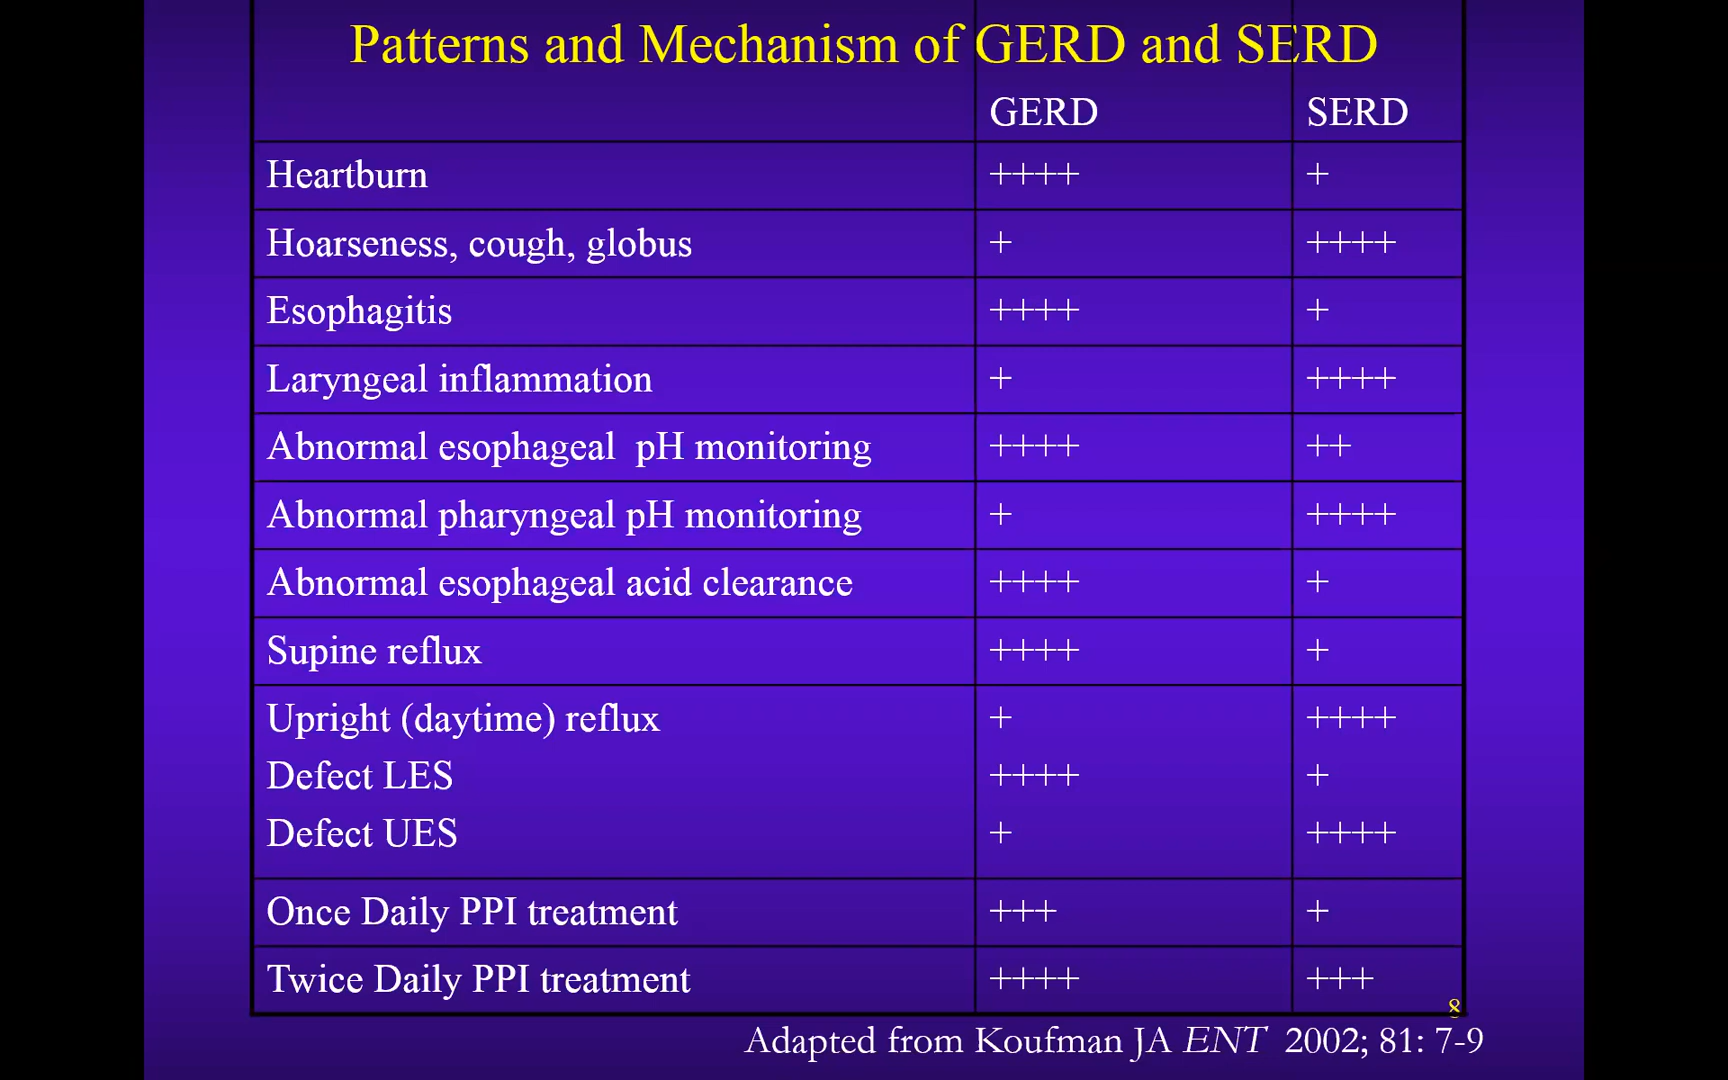 Patterns and Mechanism of GERD and SERD
GERD SERD
Heartburn ++++ +
Hoarseness, cough, globus + ++++
Esophagitis ++++ +
Laryngeal inflammation + ++++
Abnormal esophageal pH monitoring ++++ ++
Abnormal pharyngeal pH monitoring + ++++
Abnormal esophageal acid clearance ++++ +
Supine reflux ++++ +
Upright (daytime) reflux + ++++
Defect LES ++++ +
Defect UES + ++++
Once Daily PPI treatment +++ +
Twice Daily PPI treatment ++++ +++
8
Adapted from Koufman JA ENT 2002; 81: 7-9